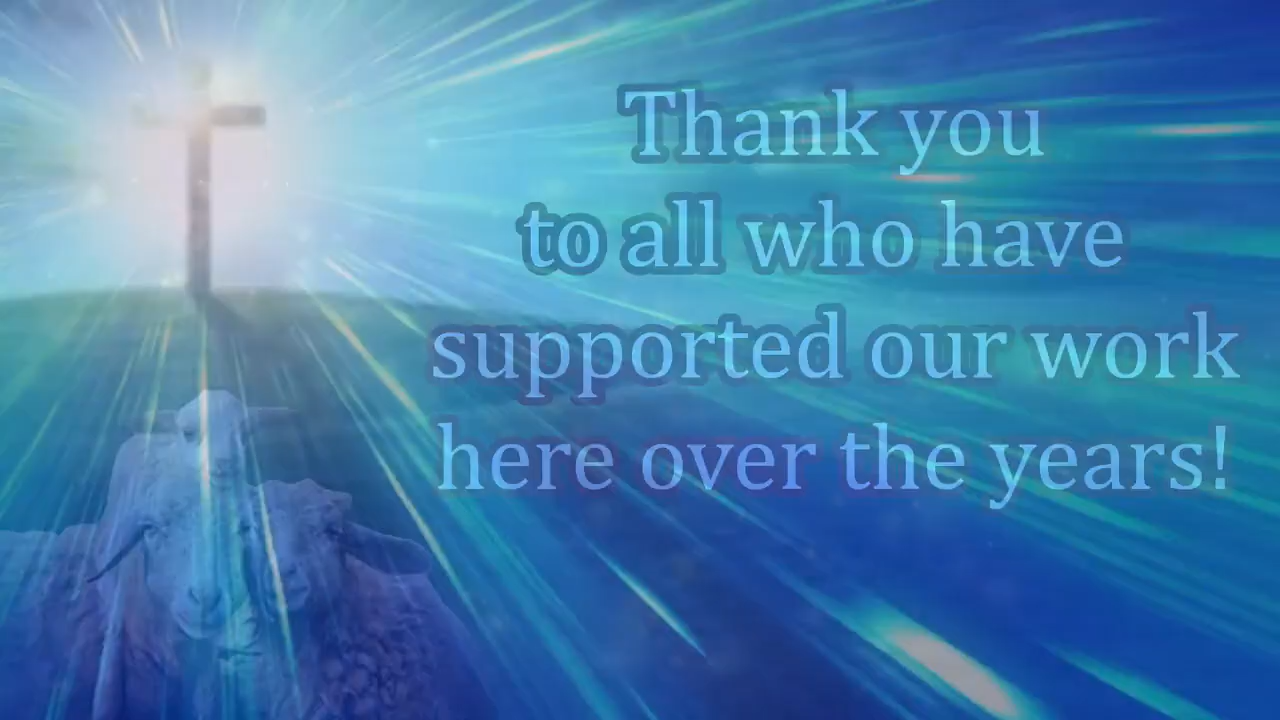 Thank you
to all who have
supported our work
here over the years!